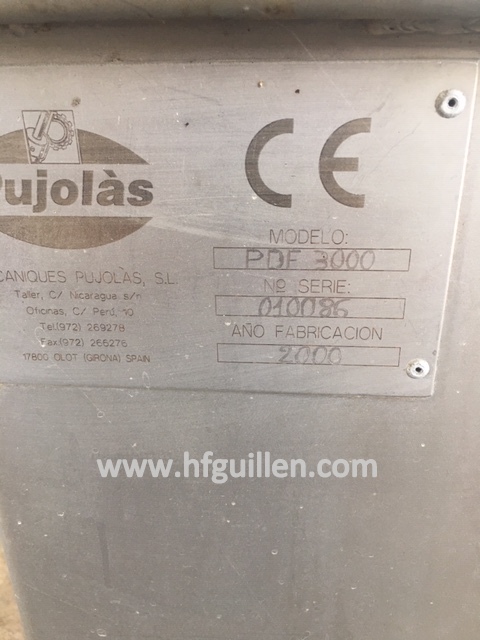 Pujolàs
CANIQUES PUJOLÀS, S.L.
Taller, C/ Nicaragua s/n
Oficinas, C/ Perú, 10
Tel.(972) 269278
Fax.(972) 266276
17800 OLOT (GIRONA) SPAIN
CE
MODELO:
PDF 3000
Nº SERIE:
010086
AÑO FABRICACION
2000
www.hfguillen.com